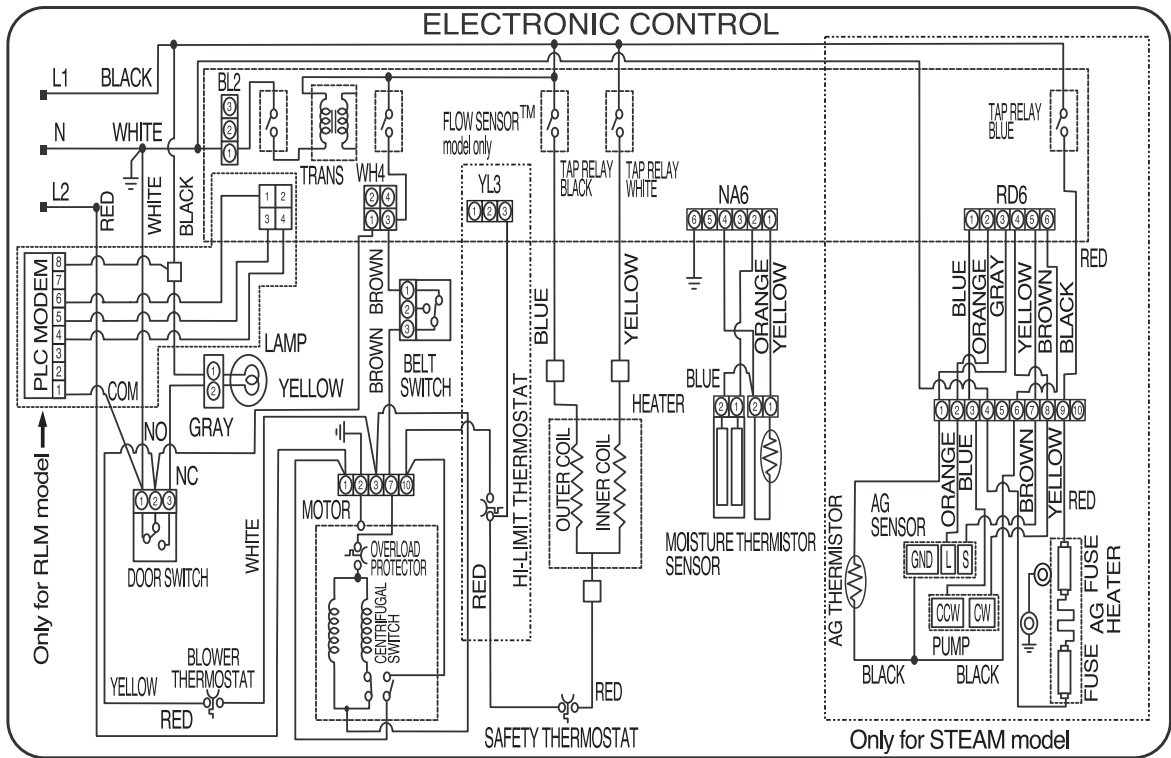 ELECTRONIC CONTROL
L1 BLACK
N WHITE
L2
RED
WHITE
BLACK
BL2
3
2
1
TRANS
WH4
2 4
1 3
1 2
3 4
FLOW SENSOR™
model only
YL3
1 2 3
TAP RELAY
BLACK
TAP RELAY
WHITE
TAP RELAY
BLUE
NA6
6 5 4 3 2 1
RD6
1 2 3 4 5 6
RED
PLC MODEM
8
7
6
5
4
3
2
1
COM
LAMP
1
2
YELLOW
GRAY
BROWN
BROWN
1
2
3
BELT
SWITCH
BLUE
YELLOW
ORANGE
YELLOW
BLUE
ORANGE
GRAY
YELLOW
BROWN
BLACK
HEATER
BLUE
2 1 2 1
1 2 3 4 5 6 7 8 9 10
NO
NC
1 2 3
DOOR SWITCH
WHITE
MOTOR
1 2 3 7 10
OVERLOAD
PROTECTOR
CENTRIFUGAL
SWITCH
RED
HI-LIMIT THERMOSTAT
OUTER COIL
INNER COIL
MOISTURE THERMISTOR
SENSOR
AG THERMISTOR
AG
SENSOR
ORANGE
BLUE
BROWN
YELLOW
RED
GND L S
CCW CW
PUMP
FUSE
AG
HEATER
FUSE
BLACK
BLACK
Only for RLM model
BLOWER
THERMOSTAT
YELLOW
RED
RED
SAFETY THERMOSTAT
Only for STEAM model